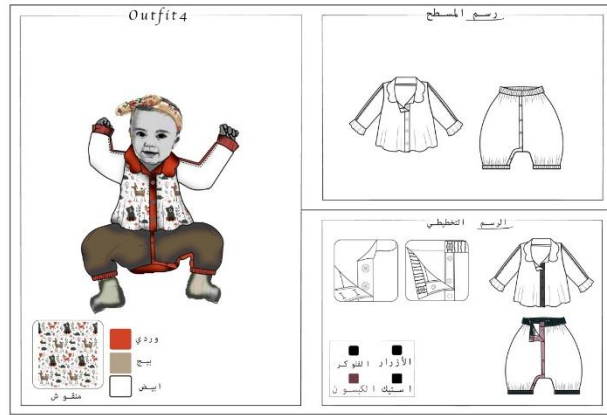 Outfit4
وردي
بيج
ابيض
منقوش
رسم المسطح
الرسم التخطيطي
الأزرار
الفلوكر
استيك
الكبسون